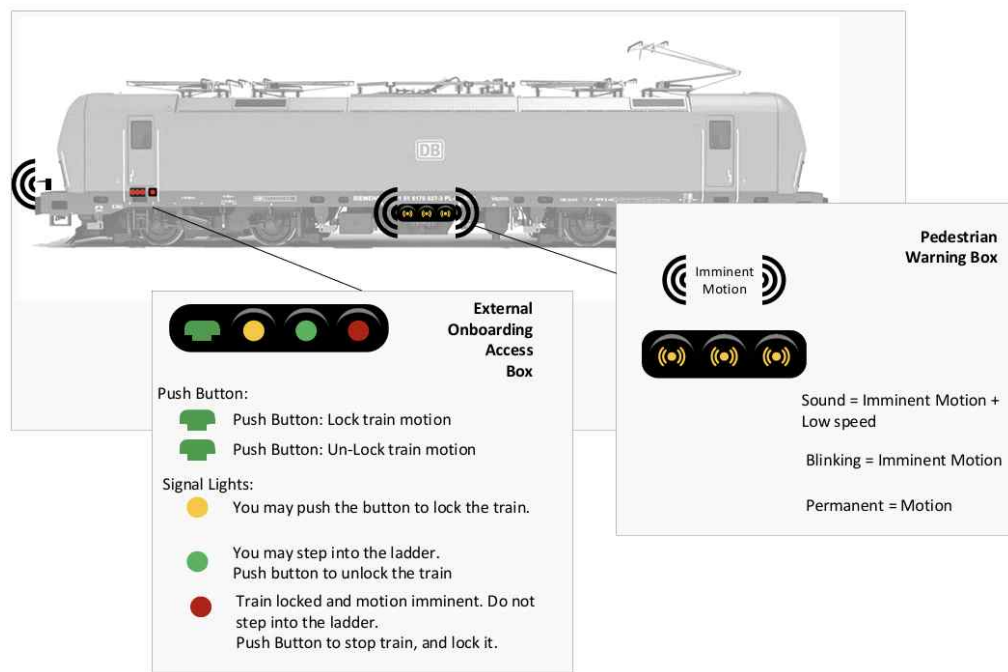 DB
External
Onboarding
Access
Box
Push Button:
Push Button: Lock train motion
Push Button: Un-Lock train motion
Signal Lights:
You may push the button to lock the train.
You may step into the ladder.
Push button to unlock the train
Train locked and motion imminent. Do not
step into the ladder.
Push Button to stop train, and lock it.
Pedestrian
Warning Box
Imminent
Motion
Sound = Imminent Motion +
Low speed
Blinking = Imminent Motion
Permanent = Motion